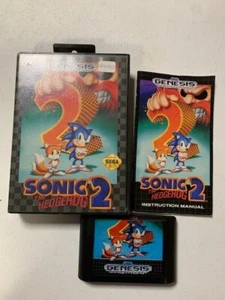 GENESIS
SEGA
SONIC
THE
HEDGEHOG
2
GENESIS
SONIC
THE
HEDGEHOG
2
INSTRUCTION MANUAL
GENESIS